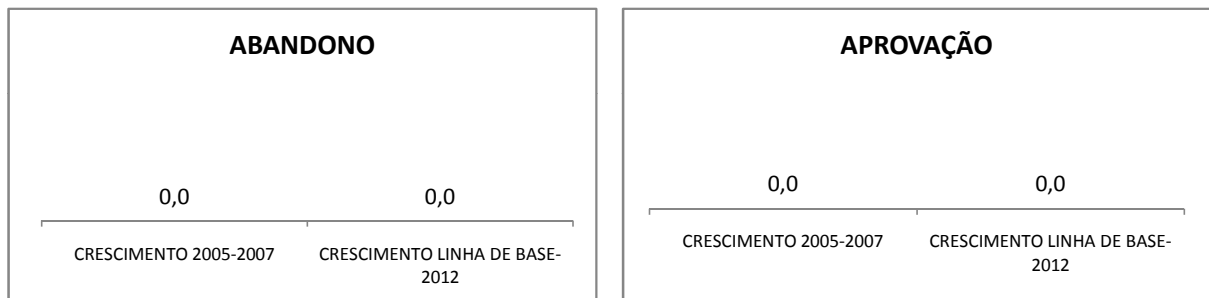 ABANDONO
0,0
0,0
CRESCIMENTO 2005-2007
CRESCIMENTO LINHA DE BASE-
2012
APROVAÇÃO
0,0
0,0
CRESCIMENTO 2005-2007
CRESCIMENTO LINHA DE BASE-
2012